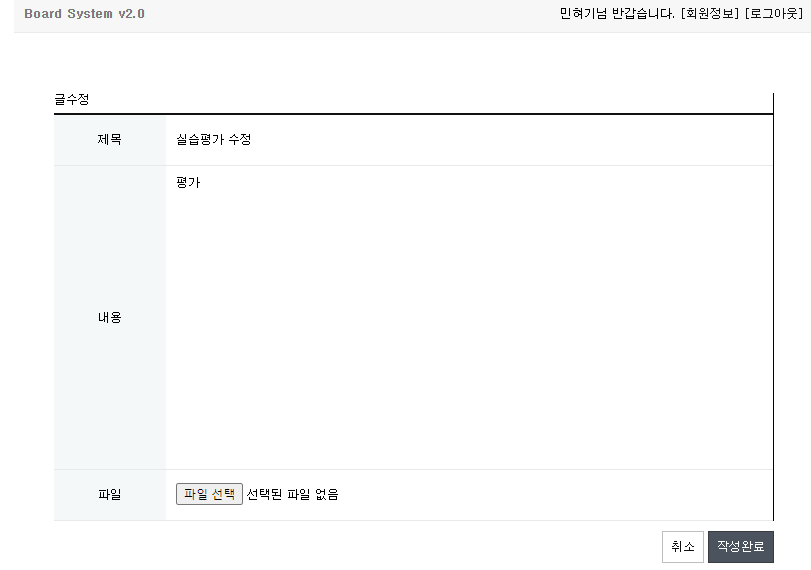 Board System v2.0
민혀기님 반갑습니다. [회원정보] [로그아웃]
글수정
제목
실습평가 수정
평가
내용
파일
파일 선택 선택된 파일 없음
취소
작성완료